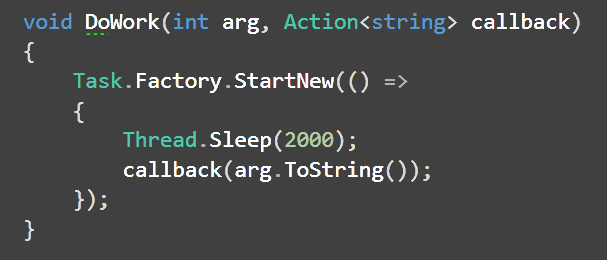 void DoWork(int arg, Action<string> callback)
{
    Task.Factory.StartNew(() =>
    {
        Thread.Sleep(2000);
        callback(arg.ToString());
    });
}